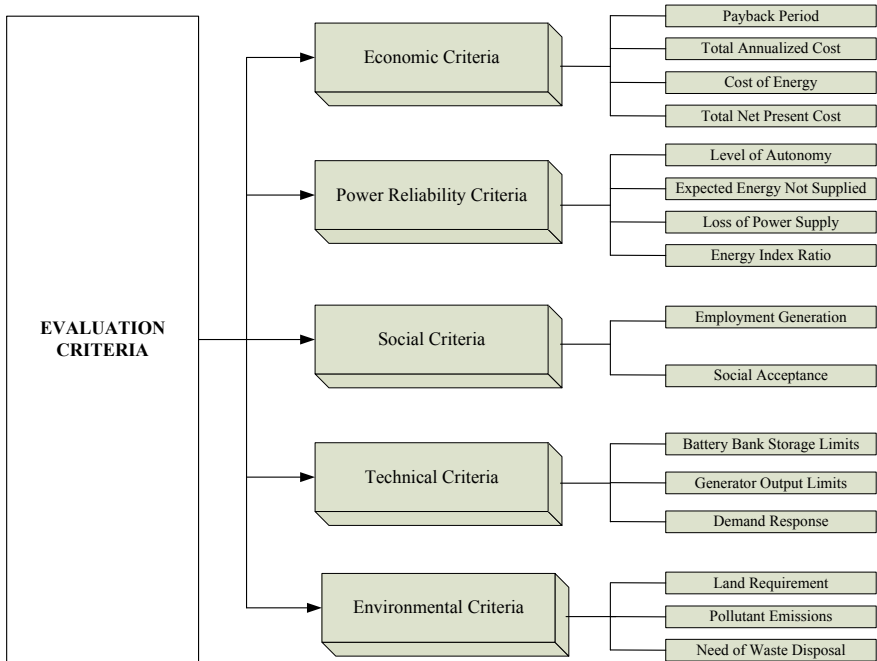 EVALUATION
CRITERIA
Economic Criteria
Payback Period
Total Annualized Cost
Cost of Energy
Total Net Present Cost
Power Reliability Criteria
Level of Autonomy
Expected Energy Not Supplied
Loss of Power Supply
Energy Index Ratio
Social Criteria
Employment Generation
Social Acceptance
Technical Criteria
Battery Bank Storage Limits
Generator Output Limits
Demand Response
Environmental Criteria
Land Requirement
Pollutant Emissions
Need of Waste Disposal